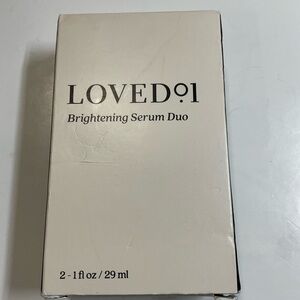 LOVED01
Brightening Serum Duo
2 - 1 fl oz / 29 ml